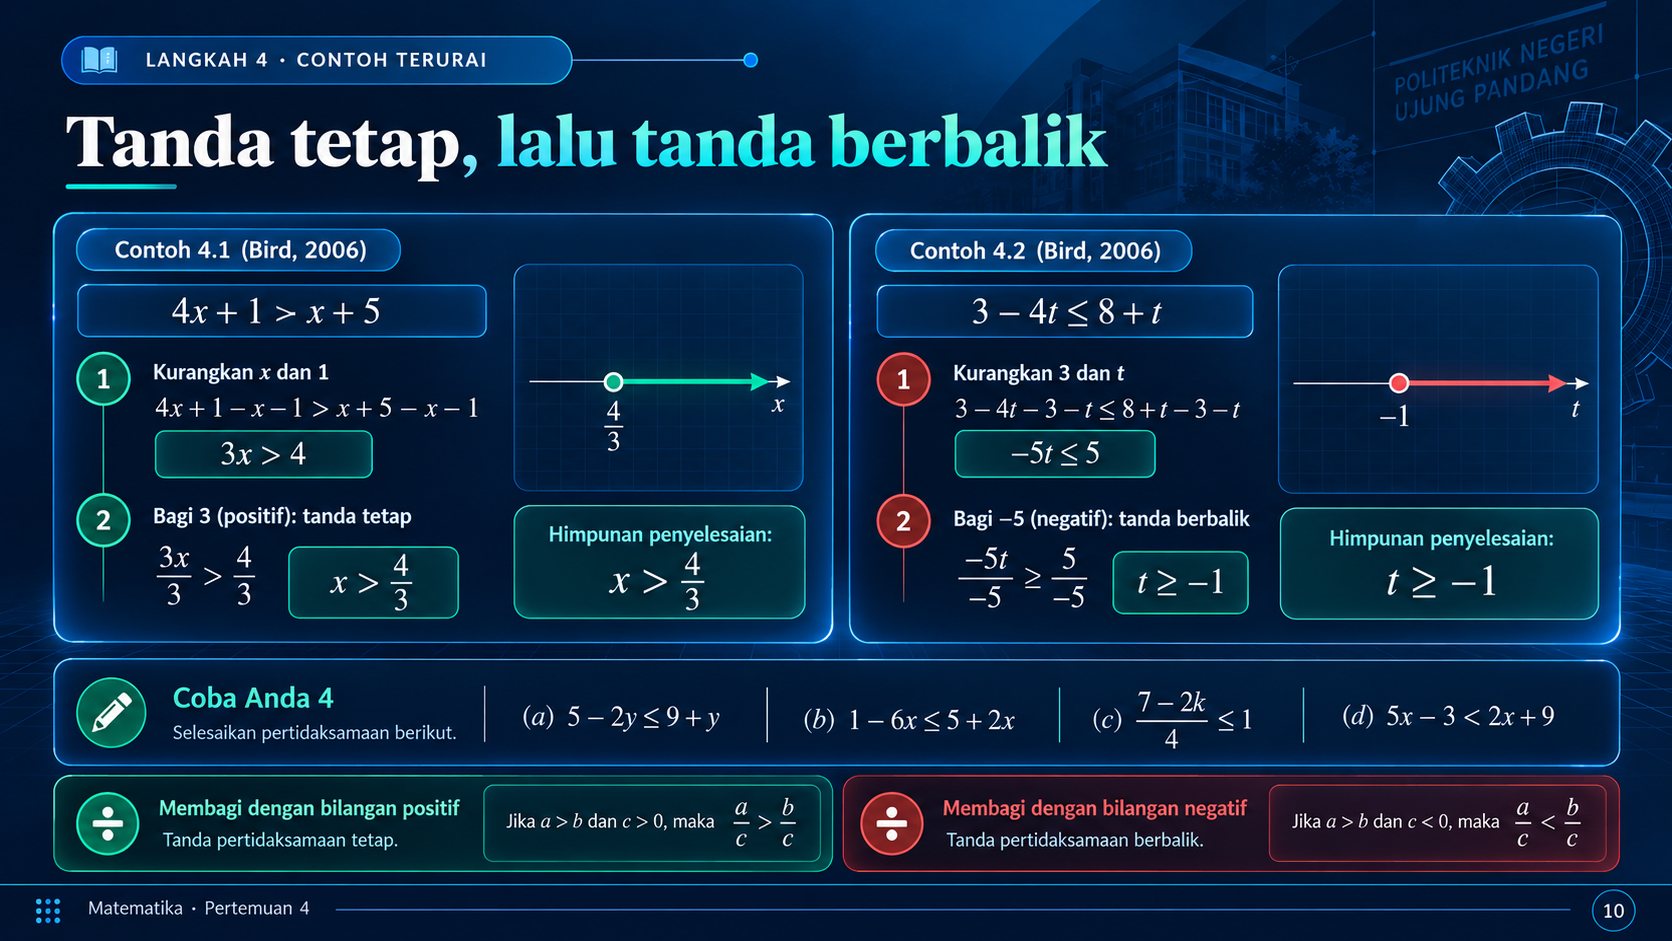 LANGKAH 4 · CONTOH TERURAI
POLITEKNIK NEGERI
UJUNG PANDANG
Tanda tetap, lalu tanda berbalik
Contoh 4.1 (Bird, 2006)
4x + 1 > x + 5
1
Kurangkan x dan 1
4x + 1 − x − 1 > x + 5 − x − 1
3x > 4
2
Bagi 3 (positif): tanda tetap
3x/3 > 4/3
x > 4/3
4/3
x
Himpunan penyelesaian:
x > 4/3
Contoh 4.2 (Bird, 2006)
3 − 4t ≤ 8 + t
1
Kurangkan 3 dan t
3 − 4t − 3 − t ≤ 8 + t − 3 − t
−5t ≤ 5
2
Bagi −5 (negatif): tanda berbalik
−5t/−5 ≥ 5/−5
t ≥ −1
−1
t
Himpunan penyelesaian:
t ≥ −1
Coba Anda 4
Selesaikan pertidaksamaan berikut.
(a) 5 − 2y ≤ 9 + y
(b) 1 − 6x ≤ 5 + 2x
(c) (7 − 2k)/4 ≤ 1
(d) 5x − 3 < 2x + 9
Membagi dengan bilangan positif
Tanda pertidaksamaan tetap.
Jika a > b dan c > 0, maka a/c > b/c
Membagi dengan bilangan negatif
Tanda pertidaksamaan berbalik.
Jika a > b dan c < 0, maka a/c < b/c
Matematika · Pertemuan 4
10